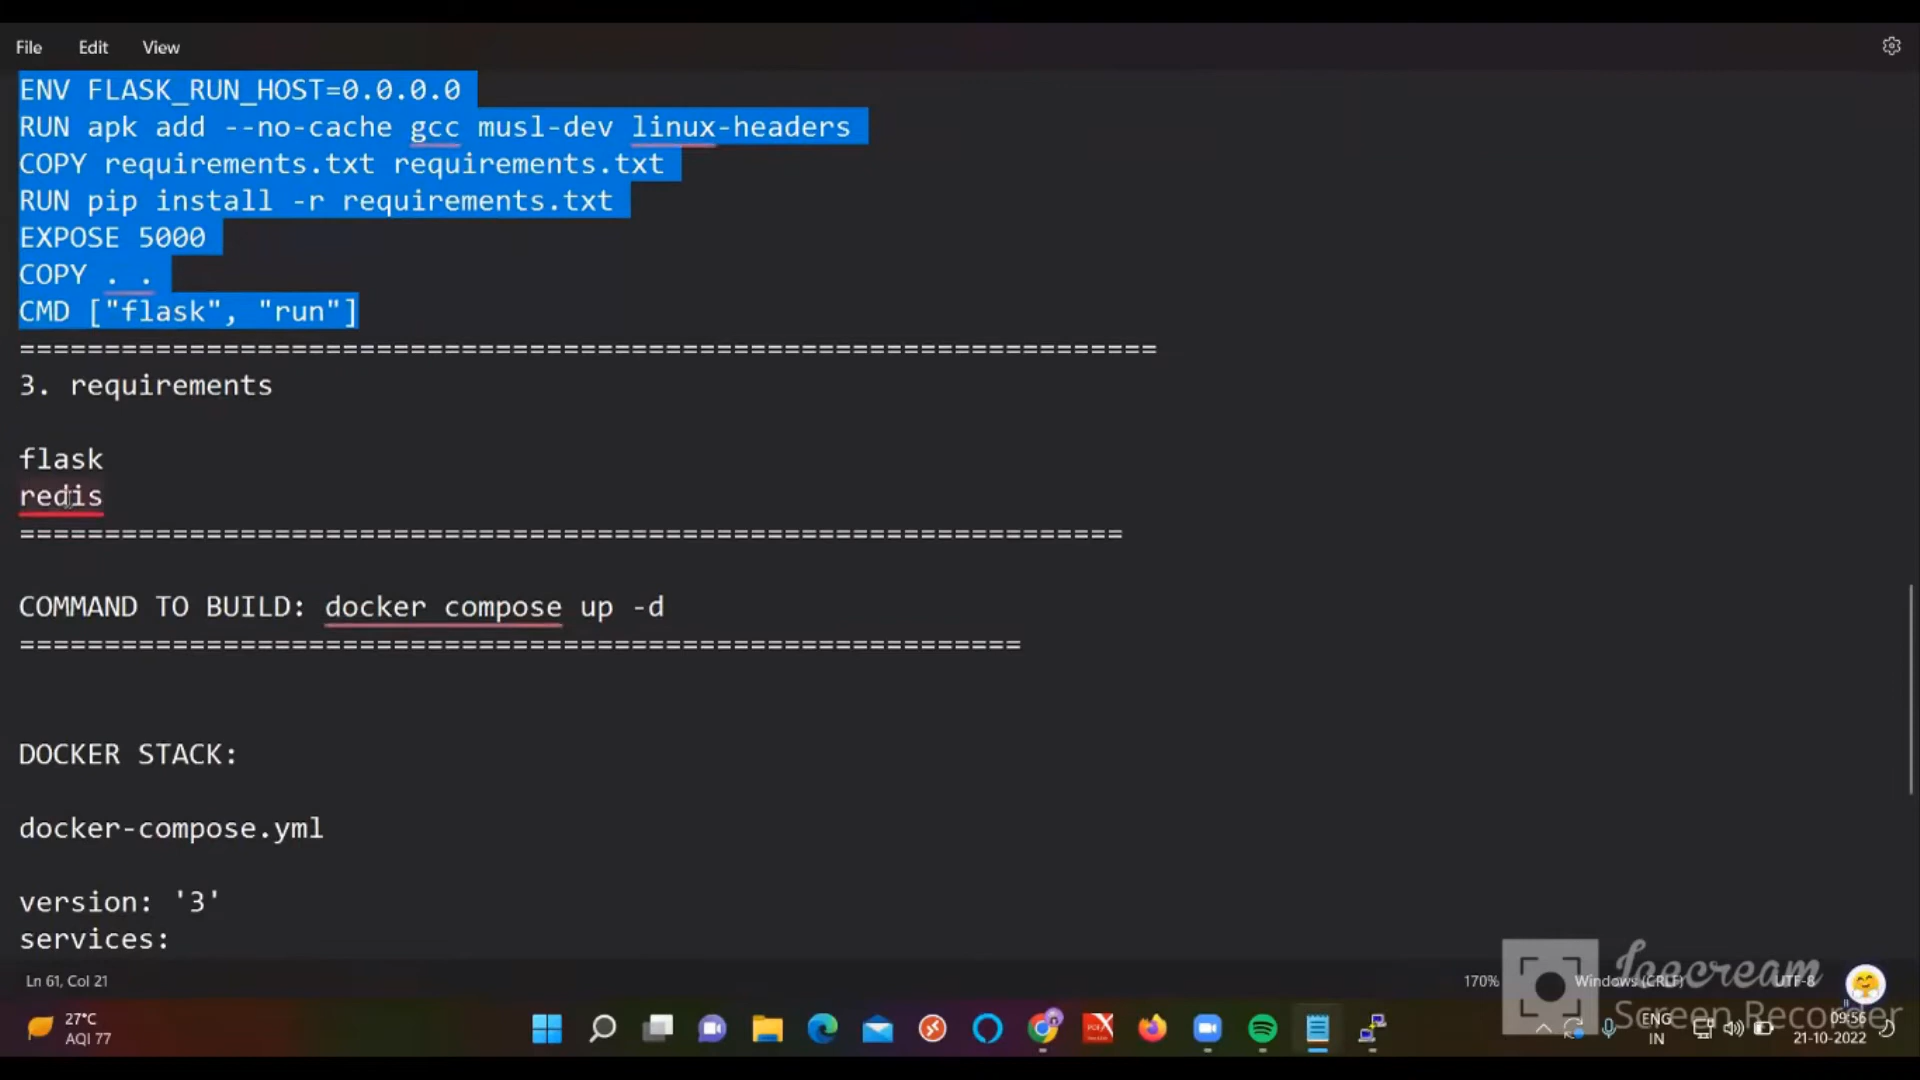 File Edit View
ENV FLASK_RUN_HOST=0.0.0.0
RUN apk add --no-cache gcc musl-dev linux-headers
COPY requirements.txt requirements.txt
RUN pip install -r requirements.txt
EXPOSE 5000
COPY . .
CMD ["flask", "run"]
===================================================================
3. requirements
flask
redis
=================================================================
COMMAND TO BUILD: docker compose up -d
===========================================================
DOCKER STACK:
docker-compose.yml
version: '3'
services:
Ln 61, Col 21 170% Windows (CRLF) UTF-8
Icecream
Screen Recorder
27°C
AQI 77
ENG
IN
09:56
21-10-2022